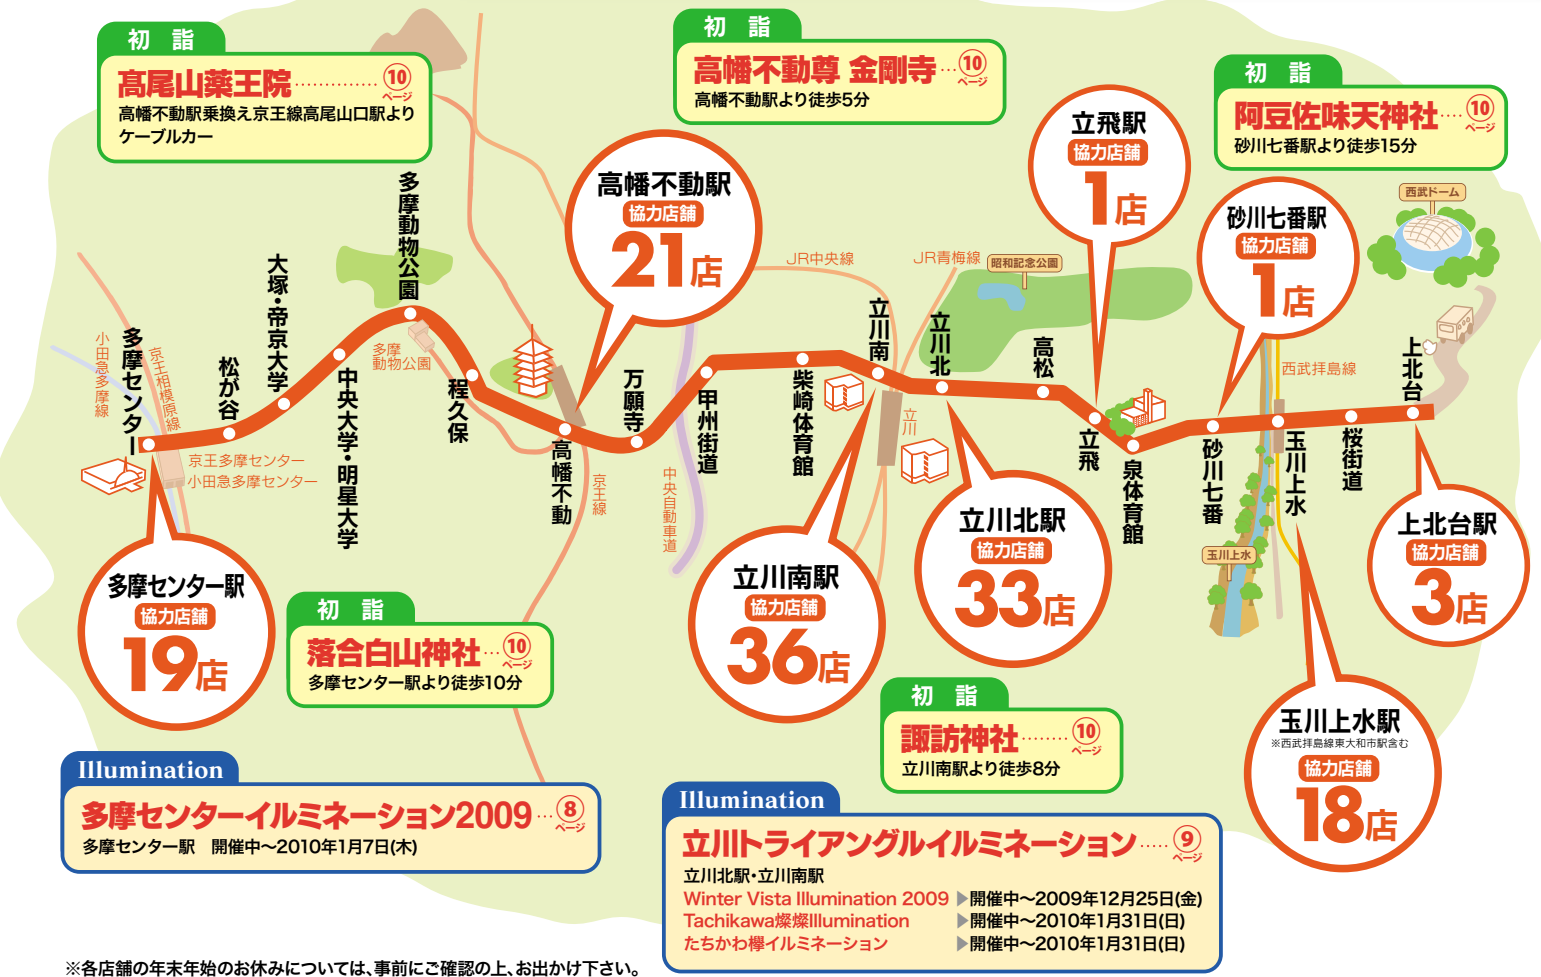 初 詣
髙尾山薬王院
⑩
ページ
高幡不動駅乗換え京王線高尾山口駅より
ケーブルカー
初 詣
高幡不動尊 金剛寺
⑩
ページ
高幡不動駅より徒歩5分
初 詣
阿豆佐味天神社
⑩
ページ
砂川七番駅より徒歩15分
立飛駅
協力店舗
1店
高幡不動駅
協力店舗
21店
砂川七番駅
協力店舗
1店
西武ドーム
JR中央線
JR青梅線
昭和記念公園
小田急多摩線
京王相模原線
多摩センター
松が谷
大塚・帝京大学
中央大学・明星大学
多摩動物公園
多摩
動物公園
程久保
高幡不動
万願寺
甲州街道
柴崎体育館
立川南
立川北
立川
高松
立飛
泉体育館
砂川七番
玉川上水
桜街道
上北台
西武拝島線
京王多摩センター
小田急多摩センター
京王線
中央自動車道
玉川上水
多摩センター駅
協力店舗
19店
立川南駅
協力店舗
36店
立川北駅
協力店舗
33店
上北台駅
協力店舗
3店
玉川上水駅
※西武拝島線東大和市駅含む
協力店舗
18店
初 詣
落合白山神社
⑩
ページ
多摩センター駅より徒歩10分
初 詣
諏訪神社
⑩
ページ
立川南駅より徒歩8分
Illumination
多摩センターイルミネーション2009
⑧
ページ
多摩センター駅 開催中〜2010年1月7日(木)
Illumination
立川トライアングルイルミネーション
⑨
ページ
立川北駅・立川南駅
Winter Vista Illumination 2009 ▶開催中〜2009年12月25日(金)
Tachikawa燦燦Illumination ▶開催中〜2010年1月31日(日)
たちかわ欅イルミネーション ▶開催中〜2010年1月31日(日)
※各店舗の年末年始のお休みについては、事前にご確認の上、お出かけ下さい。